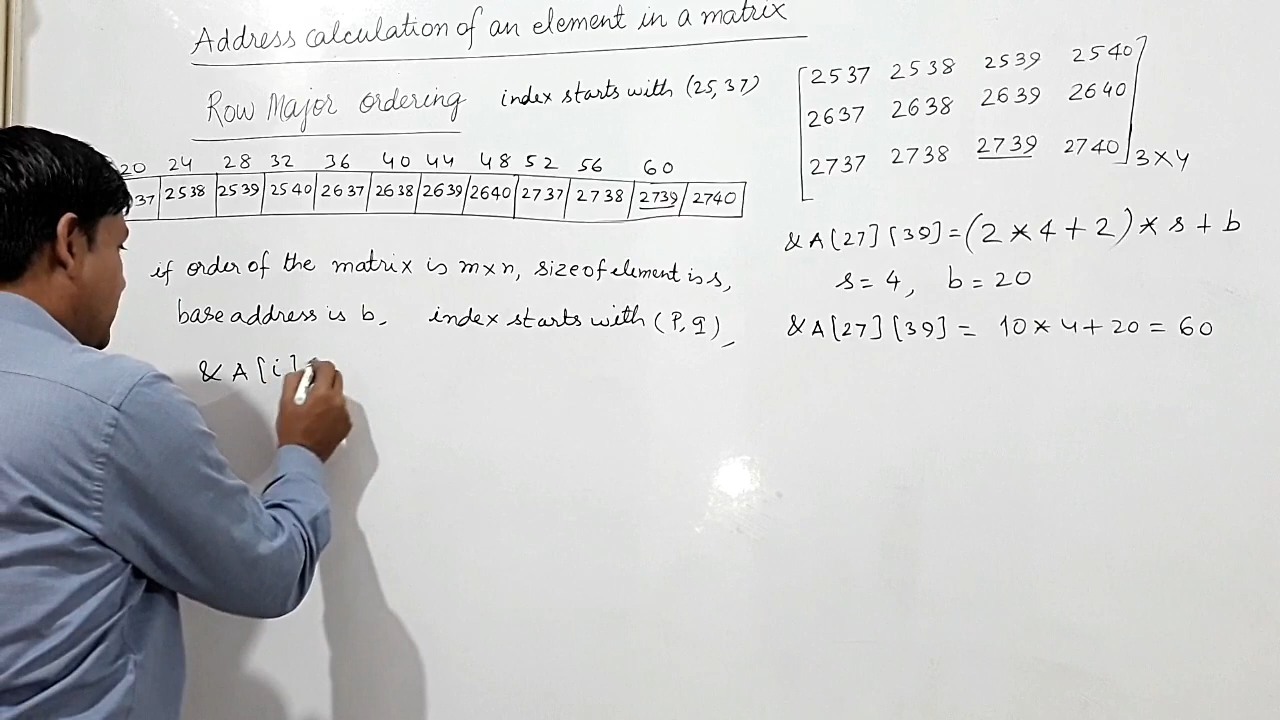 Address calculation of an element in a matrix
Row Major ordering index starts with (25, 37)
20 24 28 32 36 40 44 48 52 56 60
37 2538 2539 2540 2637 2638 2639 2640 2737 2738 2739 2740
if order of the matrix is m×n, size of element is s,
base address is b, index starts with (P, q),
& A[i]
2537 2538 2539 2540
2637 2638 2639 2640
2737 2738 2739 2740
3×4
& A[27][39] = (2 * 4 + 2) * s + b
s = 4, b = 20
& A[27][39] = 10 * 4 + 20 = 60